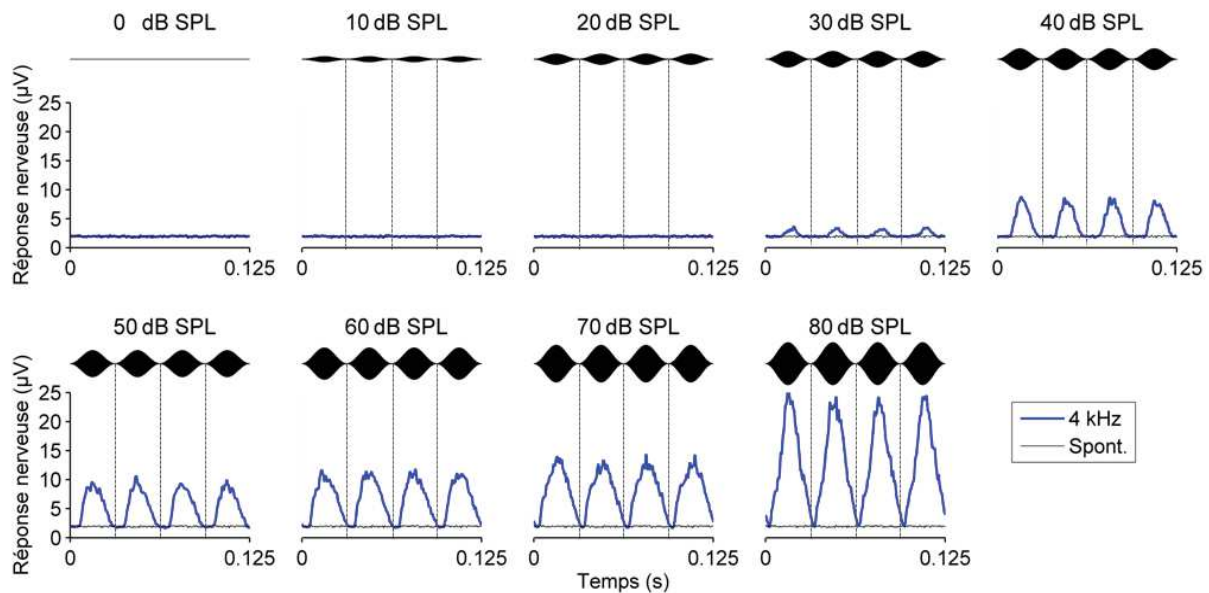 0 dB SPL
10 dB SPL
20 dB SPL
30 dB SPL
40 dB SPL
Réponse nerveuse (µV)
25
20
15
10
5
0
0
0.125
0
0.125
0
0.125
0
0.125
0
0.125
50 dB SPL
60 dB SPL
70 dB SPL
80 dB SPL
Réponse nerveuse (µV)
25
20
15
10
5
0
0
0.125
0
0.125
0
0.125
0
0.125
4 kHz
Spont.
Temps (s)